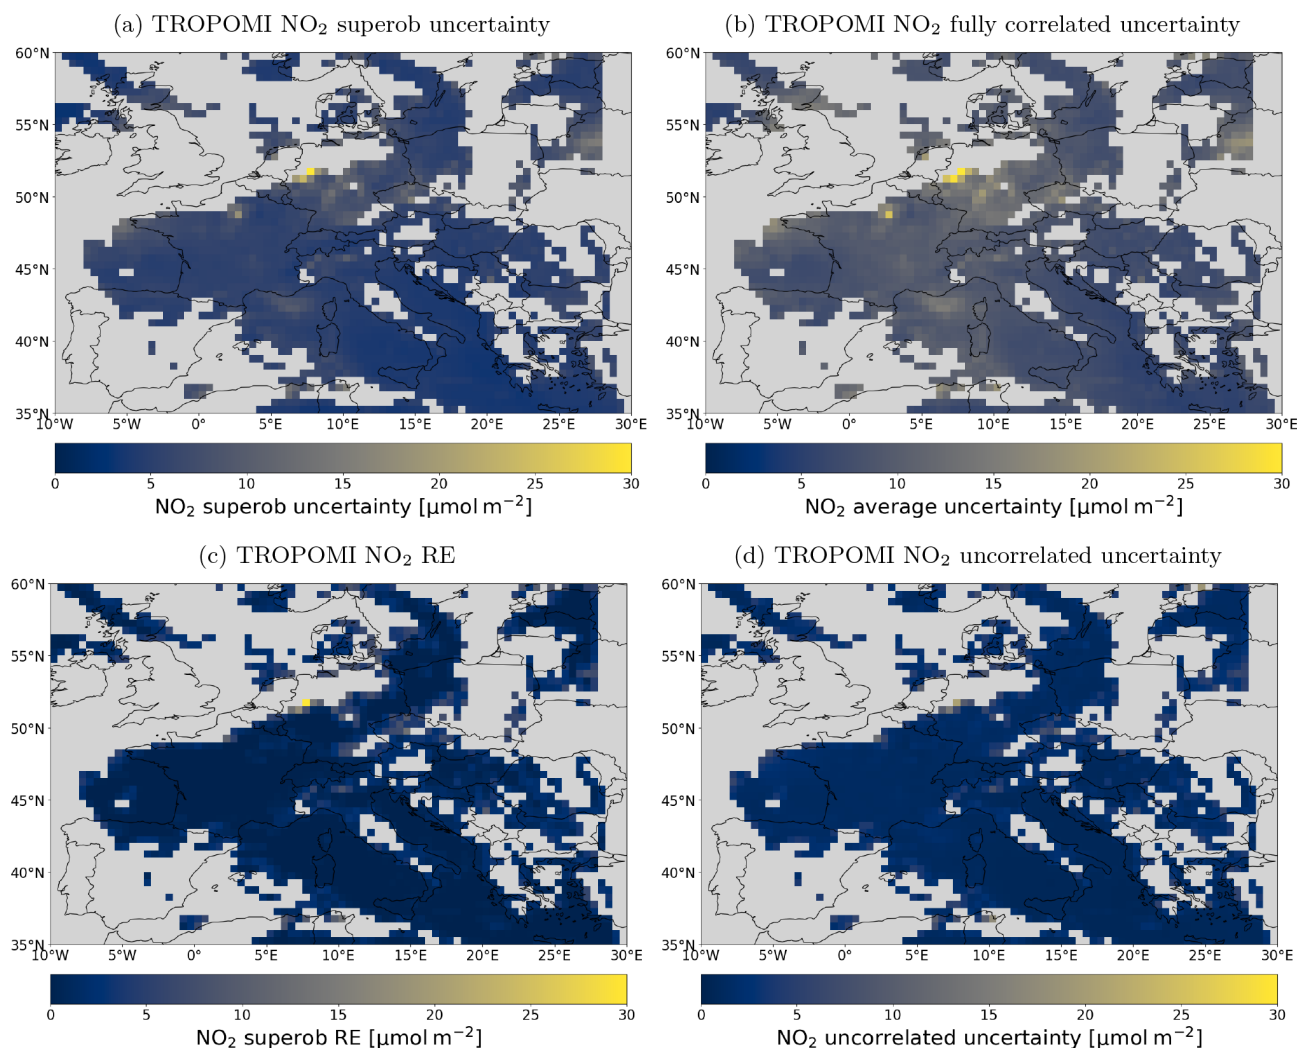 (a) TROPOMI NO₂ superob uncertainty
(b) TROPOMI NO₂ fully correlated uncertainty
60°N
55°N
50°N
45°N
40°N
35°N
10°W 5°W 0° 5°E 10°E 15°E 20°E 25°E 30°E
0 5 10 15 20 25 30
NO₂ superob uncertainty [µmol m⁻²]
60°N
55°N
50°N
45°N
40°N
35°N
10°W 5°W 0° 5°E 10°E 15°E 20°E 25°E 30°E
0 5 10 15 20 25 30
NO₂ average uncertainty [µmol m⁻²]
(c) TROPOMI NO₂ RE
(d) TROPOMI NO₂ uncorrelated uncertainty
60°N
55°N
50°N
45°N
40°N
35°N
10°W 5°W 0° 5°E 10°E 15°E 20°E 25°E 30°E
0 5 10 15 20 25 30
NO₂ superob RE [µmol m⁻²]
60°N
55°N
50°N
45°N
40°N
35°N
10°W 5°W 0° 5°E 10°E 15°E 20°E 25°E 30°E
0 5 10 15 20 25 30
NO₂ uncorrelated uncertainty [µmol m⁻²]